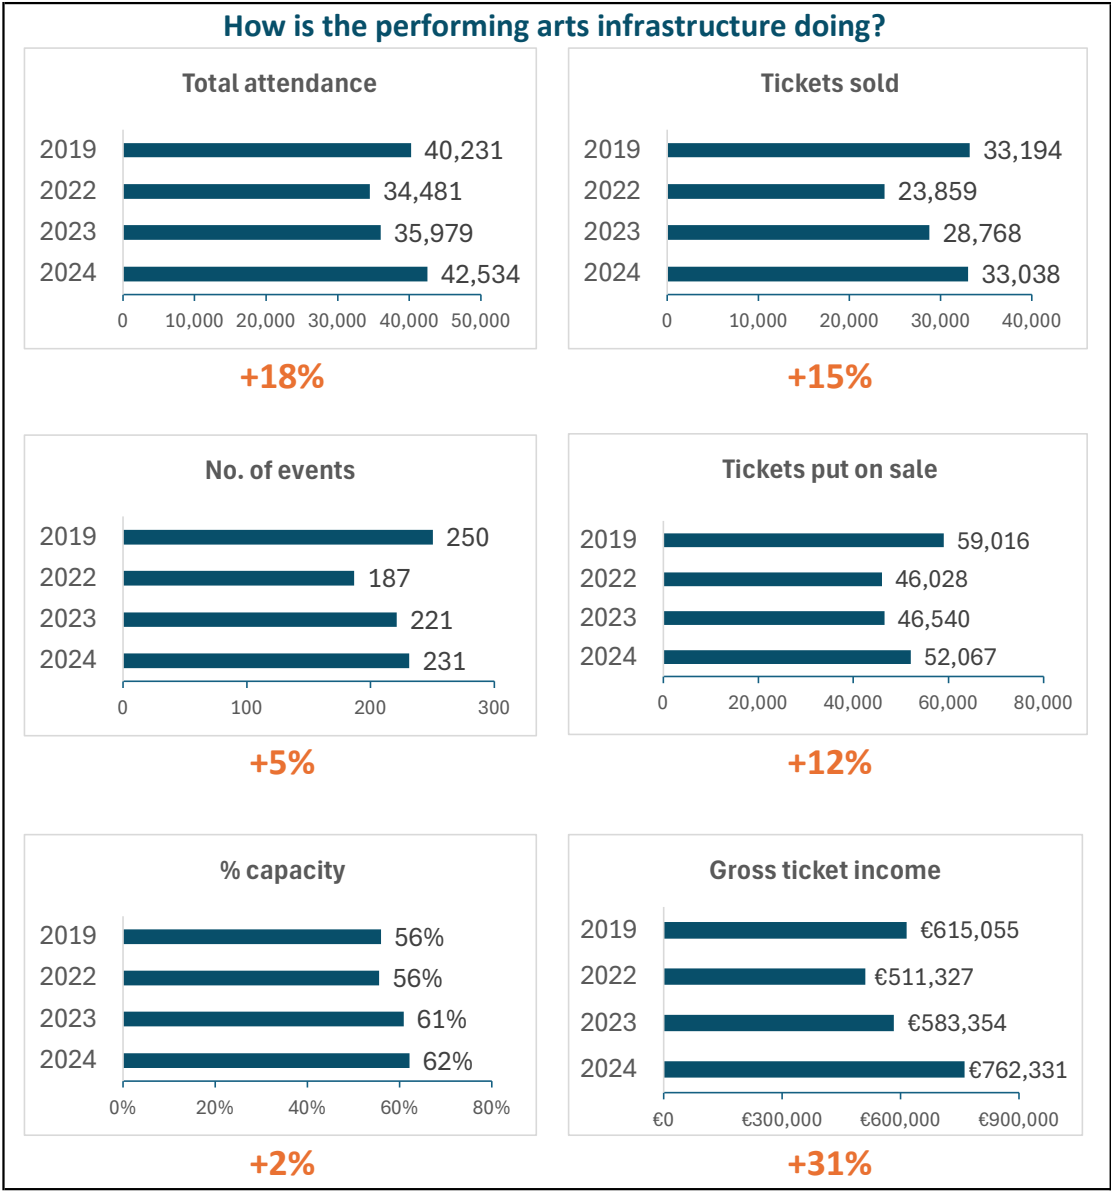 How is the performing arts infrastructure doing?
Total attendance
2019 40,231
2022 34,481
2023 35,979
2024 42,534
0 10,000 20,000 30,000 40,000 50,000
+18%
Tickets sold
2019 33,194
2022 23,859
2023 28,768
2024 33,038
0 10,000 20,000 30,000 40,000
+15%
No. of events
2019 250
2022 187
2023 221
2024 231
0 100 200 300
+5%
Tickets put on sale
2019 59,016
2022 46,028
2023 46,540
2024 52,067
0 20,000 40,000 60,000 80,000
+12%
% capacity
2019 56%
2022 56%
2023 61%
2024 62%
0% 20% 40% 60% 80%
+2%
Gross ticket income
2019 €615,055
2022 €511,327
2023 €583,354
2024 €762,331
€0 €300,000 €600,000 €900,000
+31%